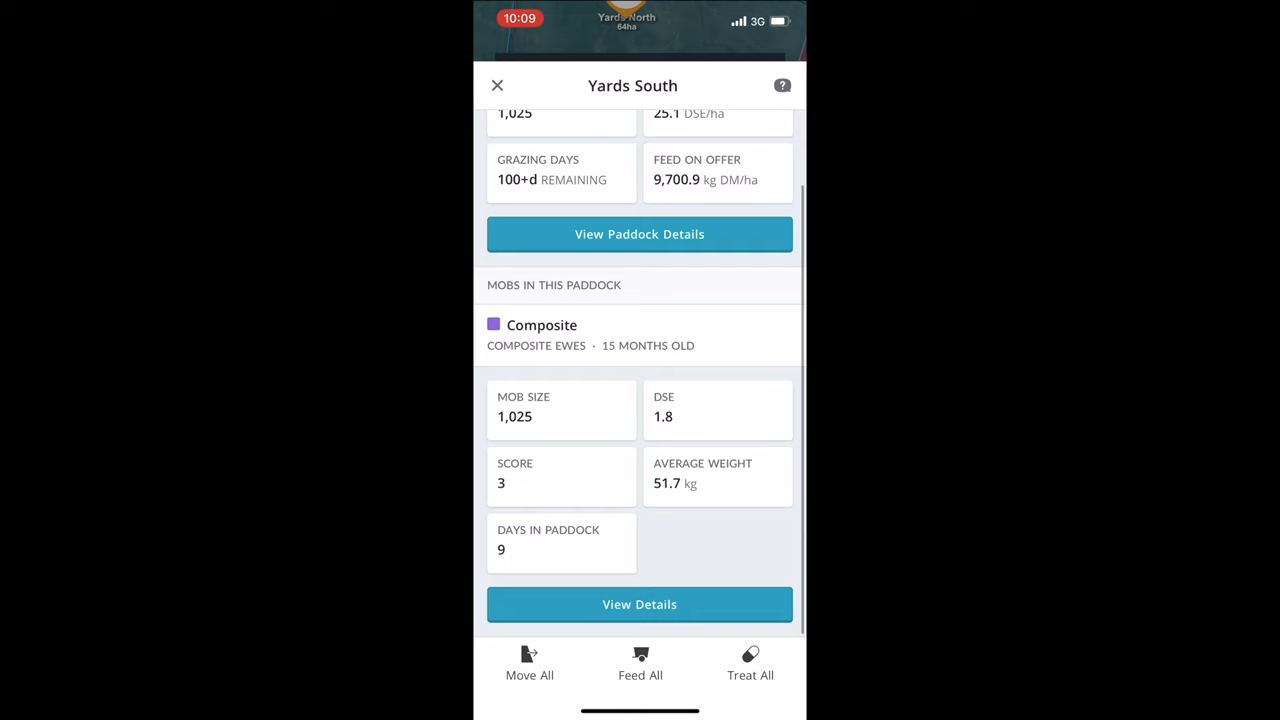 10:09
Yards North
64ha
3G
Yards South
?
1,025
25.1 DSE/ha
GRAZING DAYS
100+d REMAINING
FEED ON OFFER
9,700.9 kg DM/ha
View Paddock Details
MOBS IN THIS PADDOCK
Composite
COMPOSITE EWES · 15 MONTHS OLD
MOB SIZE
1,025
DSE
1.8
SCORE
3
AVERAGE WEIGHT
51.7 kg
DAYS IN PADDOCK
9
View Details
Move All
Feed All
Treat All